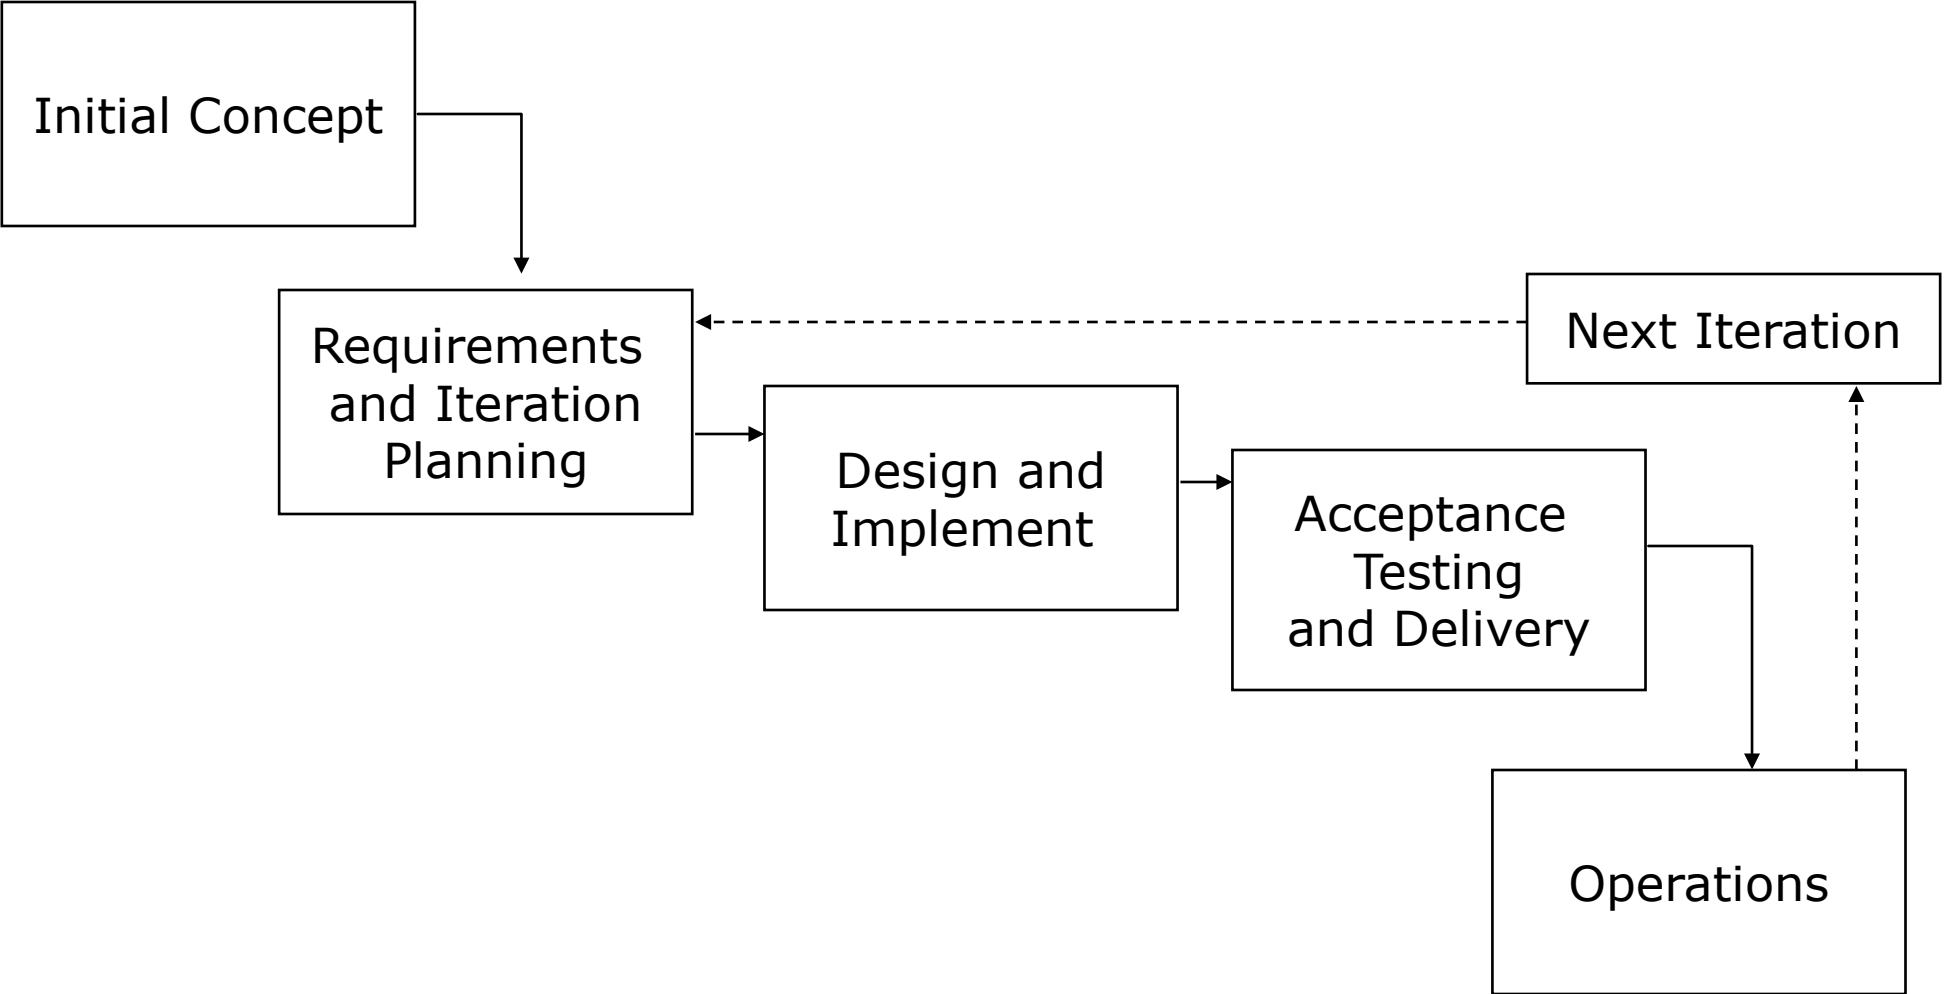 Initial Concept
Requirements
and Iteration
Planning
Next Iteration
Design and
Implement
Acceptance
Testing
and Delivery
Operations